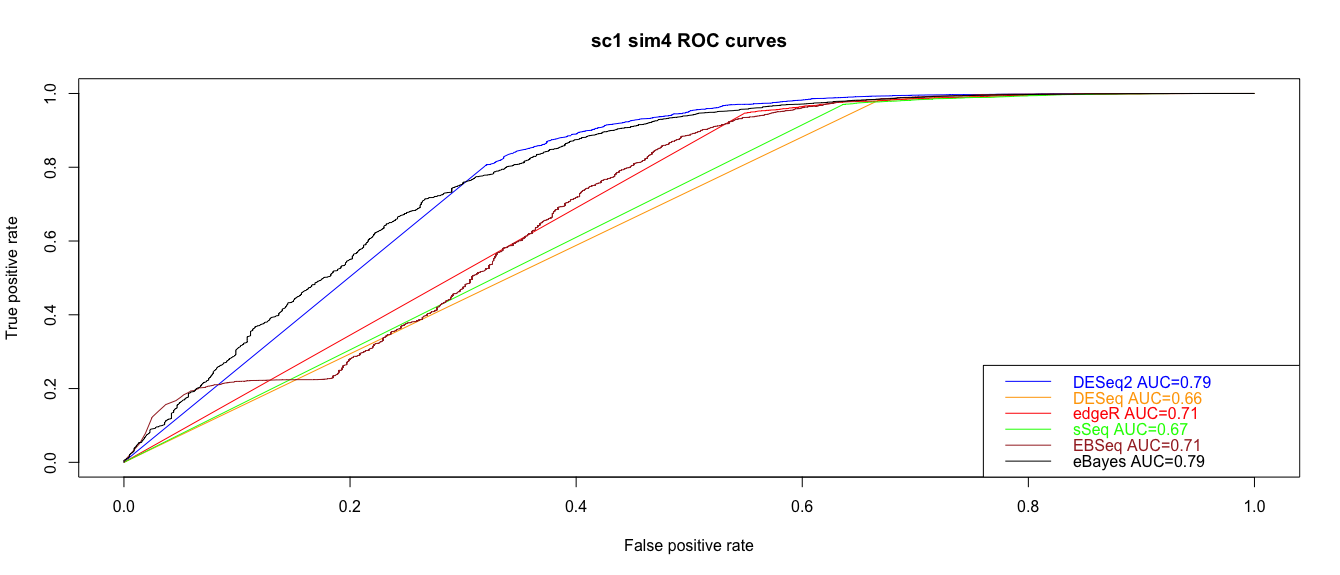 sc1 sim4 ROC curves
True positive rate
1.0
0.8
0.6
0.4
0.2
0.0
DESeq2 AUC=0.79
DESeq AUC=0.66
edgeR AUC=0.71
sSeq AUC=0.67
EBSeq AUC=0.71
eBayes AUC=0.79
0.0 0.2 0.4 0.6 0.8 1.0
False positive rate